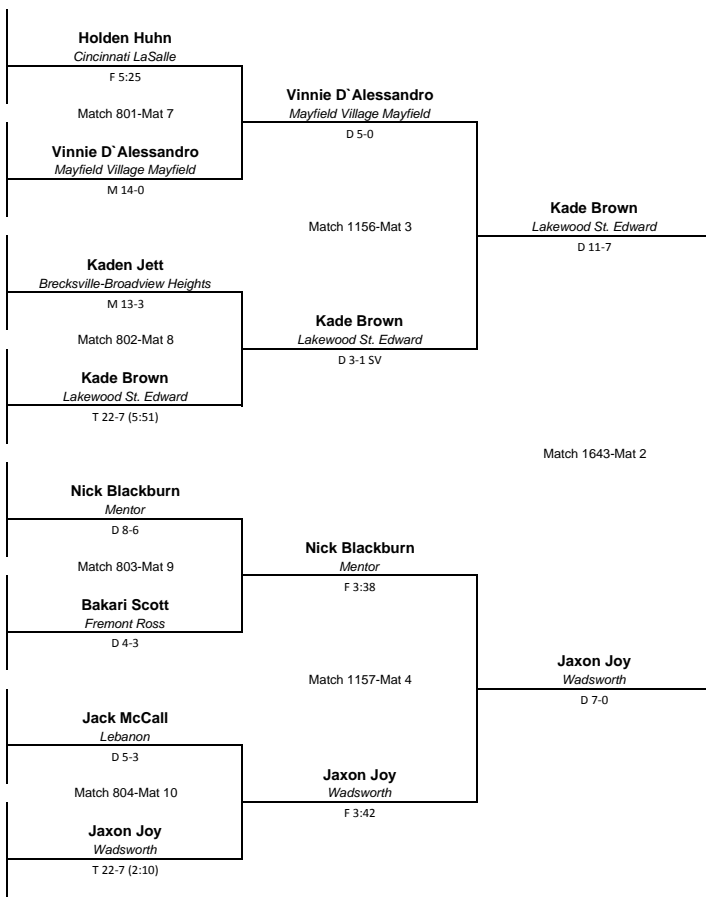 Holden Huhn
Cincinnati LaSalle
F 5:25
Match 801-Mat 7
Vinnie D`Alessandro
Mayfield Village Mayfield
M 14-0
Vinnie D`Alessandro
Mayfield Village Mayfield
D 5-0
Match 1156-Mat 3
Kade Brown
Lakewood St. Edward
D 11-7
Kaden Jett
Brecksville-Broadview Heights
M 13-3
Match 802-Mat 8
Kade Brown
Lakewood St. Edward
T 22-7 (5:51)
Kade Brown
Lakewood St. Edward
D 3-1 SV
Match 1643-Mat 2
Nick Blackburn
Mentor
D 8-6
Match 803-Mat 9
Bakari Scott
Fremont Ross
D 4-3
Nick Blackburn
Mentor
F 3:38
Match 1157-Mat 4
Jaxon Joy
Wadsworth
D 7-0
Jack McCall
Lebanon
D 5-3
Match 804-Mat 10
Jaxon Joy
Wadsworth
T 22-7 (2:10)
Jaxon Joy
Wadsworth
F 3:42